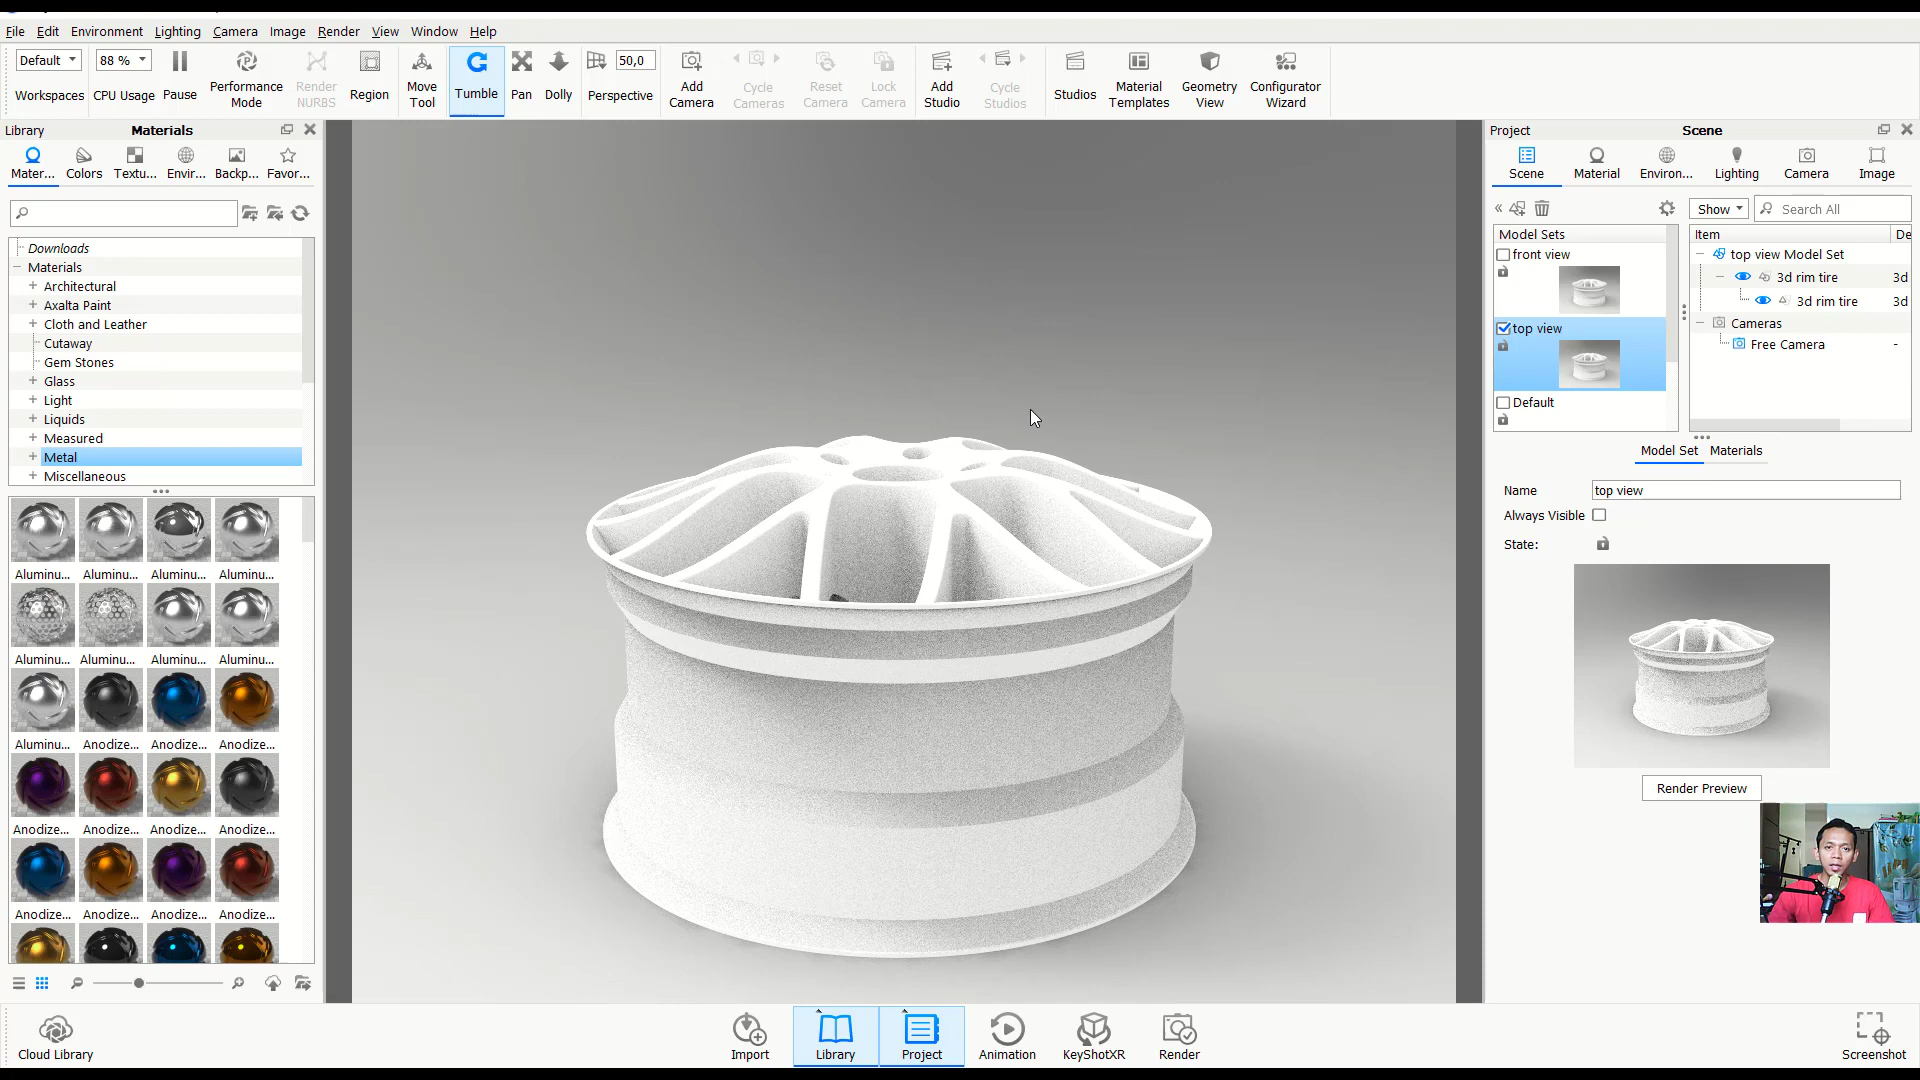 File Edit Environment Lighting Camera Image Render View Window Help
Default 88 % 50,0
Workspaces CPU Usage Pause Performance Mode Render NURBS Region Move Tool Tumble Pan Dolly Perspective Add Camera Cycle Cameras Reset Camera Lock Camera Add Studio Cycle Studios Studios Material Templates Geometry View Configurator Wizard
Library Materials
Mater... Colors Textu... Envir... Backp... Favor...
Downloads
Materials
Architectural
Axalta Paint
Cloth and Leather
Cutaway
Gem Stones
Glass
Light
Liquids
Measured
Metal
Miscellaneous
Aluminu... Aluminu... Aluminu... Aluminu...
Aluminu... Aluminu... Aluminu... Aluminu...
Aluminu... Anodize... Anodize... Anodize...
Anodize... Anodize... Anodize... Anodize...
Anodize... Anodize... Anodize... Anodize...
Project Scene
Scene Material Environ... Lighting Camera Image
Show Search All
Model Sets
front view
top view
Default
Item De
top view Model Set
3d rim tire 3d
3d rim tire 3d
Cameras
Free Camera -
Model Set Materials
Name top view
Always Visible
State:
Render Preview
Cloud Library Import Library Project Animation KeyShotXR Render Screenshot